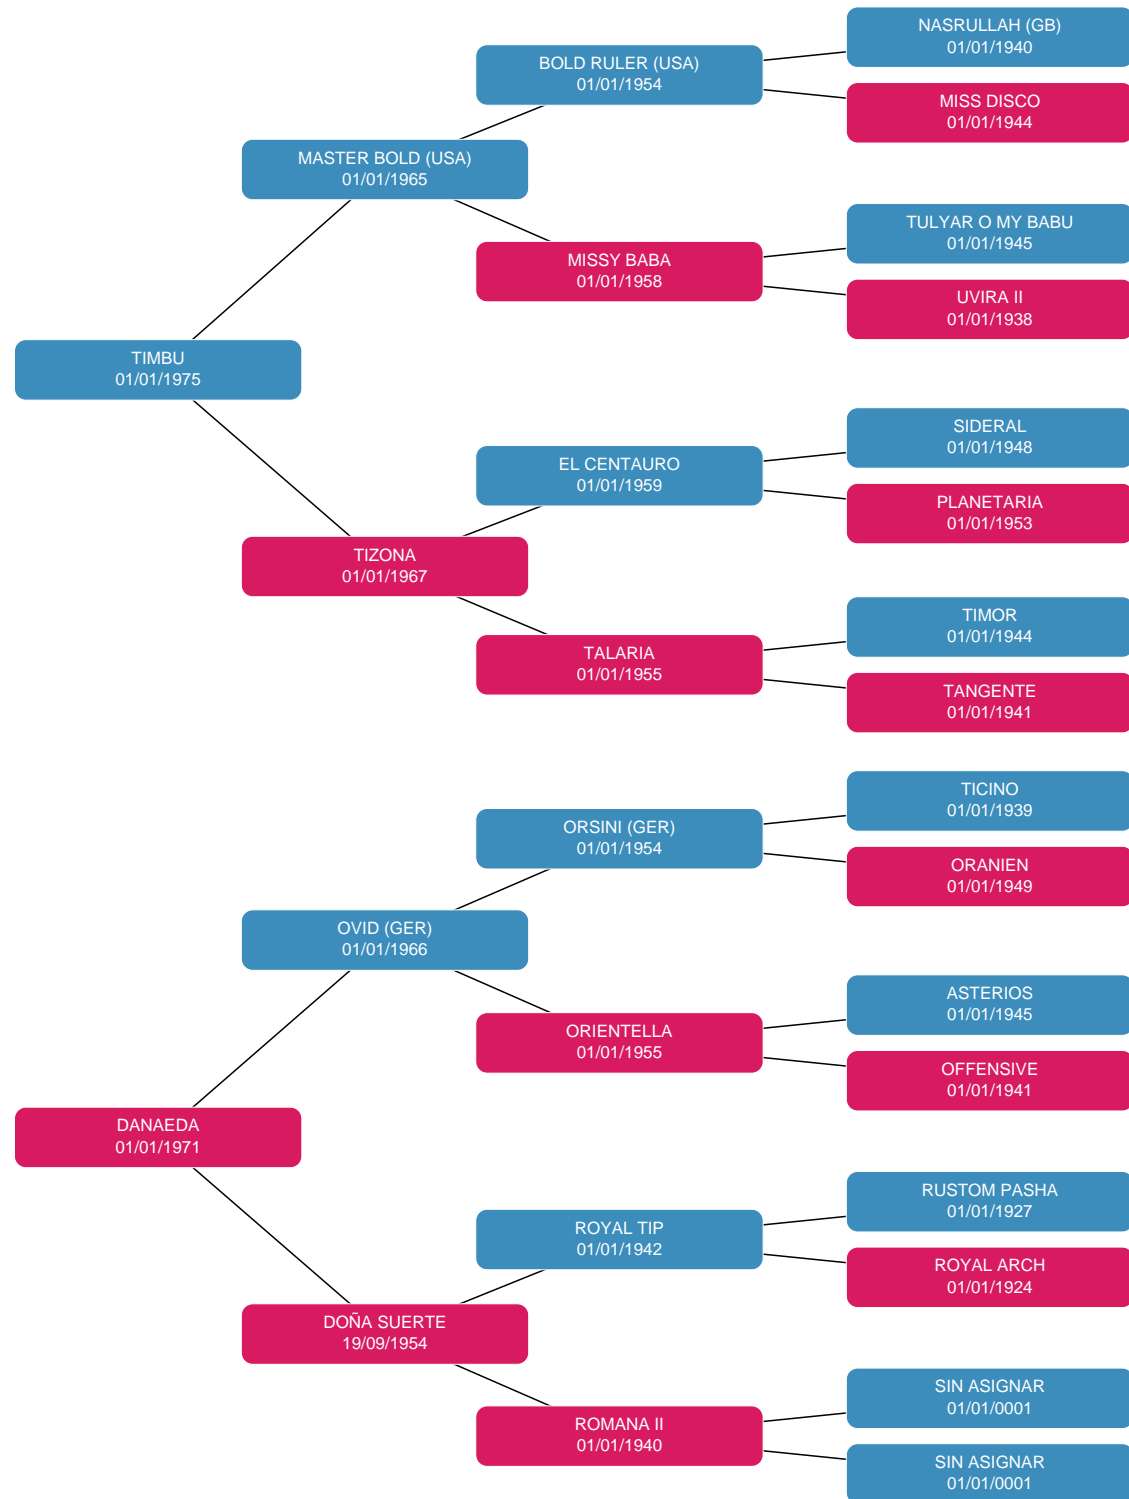 NASRULLAH (GB)
01/01/1940
BOLD RULER (USA)
01/01/1954
MISS DISCO
01/01/1944
MASTER BOLD (USA)
01/01/1965
TULYAR O MY BABU
01/01/1945
MISSY BABA
01/01/1958
UVIRA II
01/01/1938
TIMBU
01/01/1975
SIDERAL
01/01/1948
EL CENTAURO
01/01/1959
PLANETARIA
01/01/1953
TIZONA
01/01/1967
TIMOR
01/01/1944
TALARIA
01/01/1955
TANGENTE
01/01/1941
TICINO
01/01/1939
ORSINI (GER)
01/01/1954
ORANIEN
01/01/1949
OVID (GER)
01/01/1966
ASTERIOS
01/01/1945
ORIENTELLA
01/01/1955
OFFENSIVE
01/01/1941
DANAEDA
01/01/1971
RUSTOM PASHA
01/01/1927
ROYAL TIP
01/01/1942
ROYAL ARCH
01/01/1924
DOÑA SUERTE
19/09/1954
SIN ASIGNAR
01/01/0001
ROMANA II
01/01/1940
SIN ASIGNAR
01/01/0001